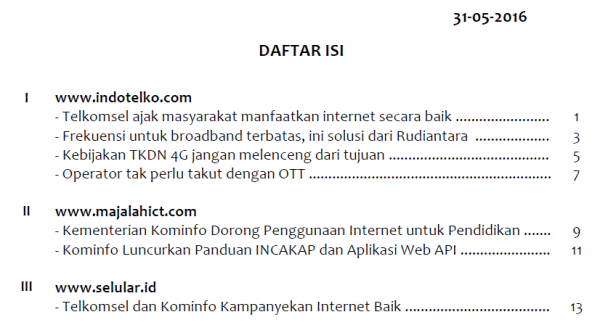 31-05-2016
DAFTAR ISI
I www.indotelko.com
- Telkomsel ajak masyarakat manfaatkan internet secara baik ......................... 1
- Frekuensi untuk broadband terbatas, ini solusi dari Rudiantara ................... 3
- Kebijakan TKDN 4G jangan melenceng dari tujuan .......................................... 5
- Operator tak perlu takut dengan OTT ................................................................ 7
II www.majalahict.com
- Kementerian Kominfo Dorong Penggunaan Internet untuk Pendidikan ....... 9
- Kominfo Luncurkan Panduan INCAKAP dan Aplikasi Web API ........................ 11
III www.selular.id
- Telkomsel dan Kominfo Kampanyekan Internet Baik ...................................... 13